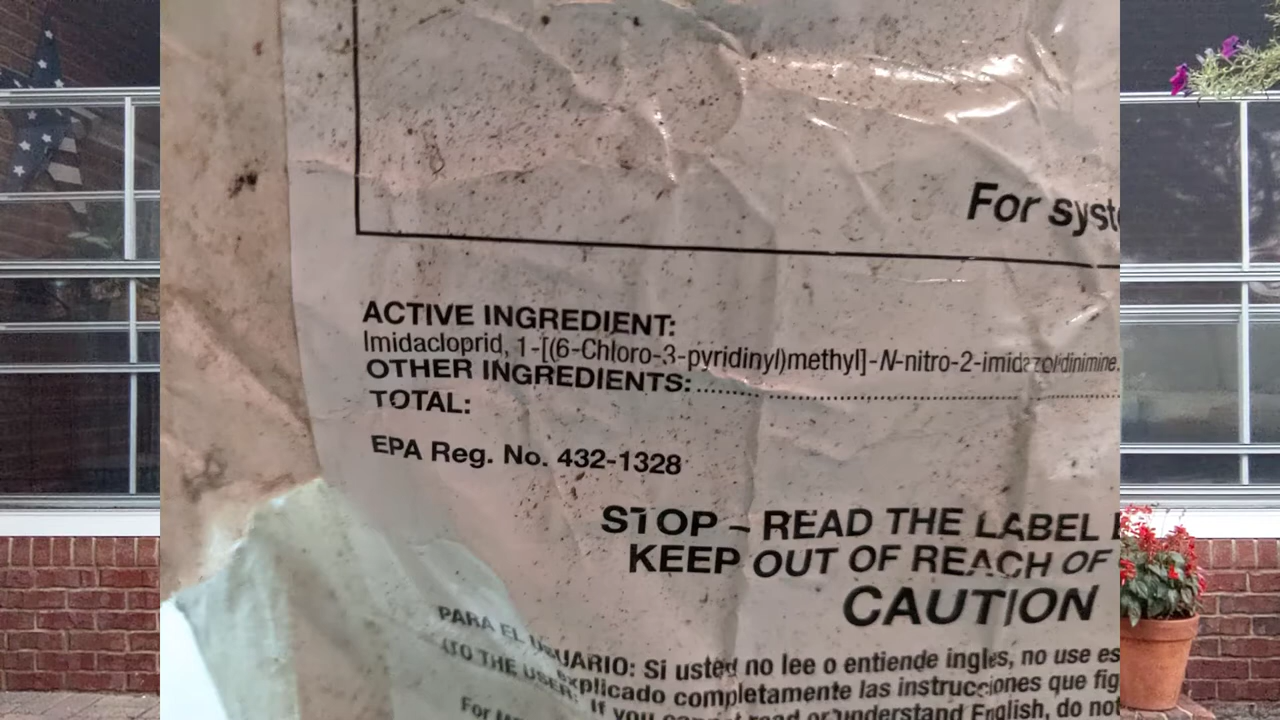 For syst
ACTIVE INGREDIENT:
Imidacloprid, 1-[(6-Chloro-3-pyridinyl)methyl]-N-nitro-2-imidazolidinimine.
OTHER INGREDIENTS:
TOTAL:
EPA Reg. No. 432-1328
STOP – READ THE LABEL
KEEP OUT OF REACH OF
CAUTION
PARA EL USUARIO: Si usted no lee o entiende ingles, no use es
explicado completamente las instrucciones que fig
(TO THE USER: If you cannot read or understand English, do not
For